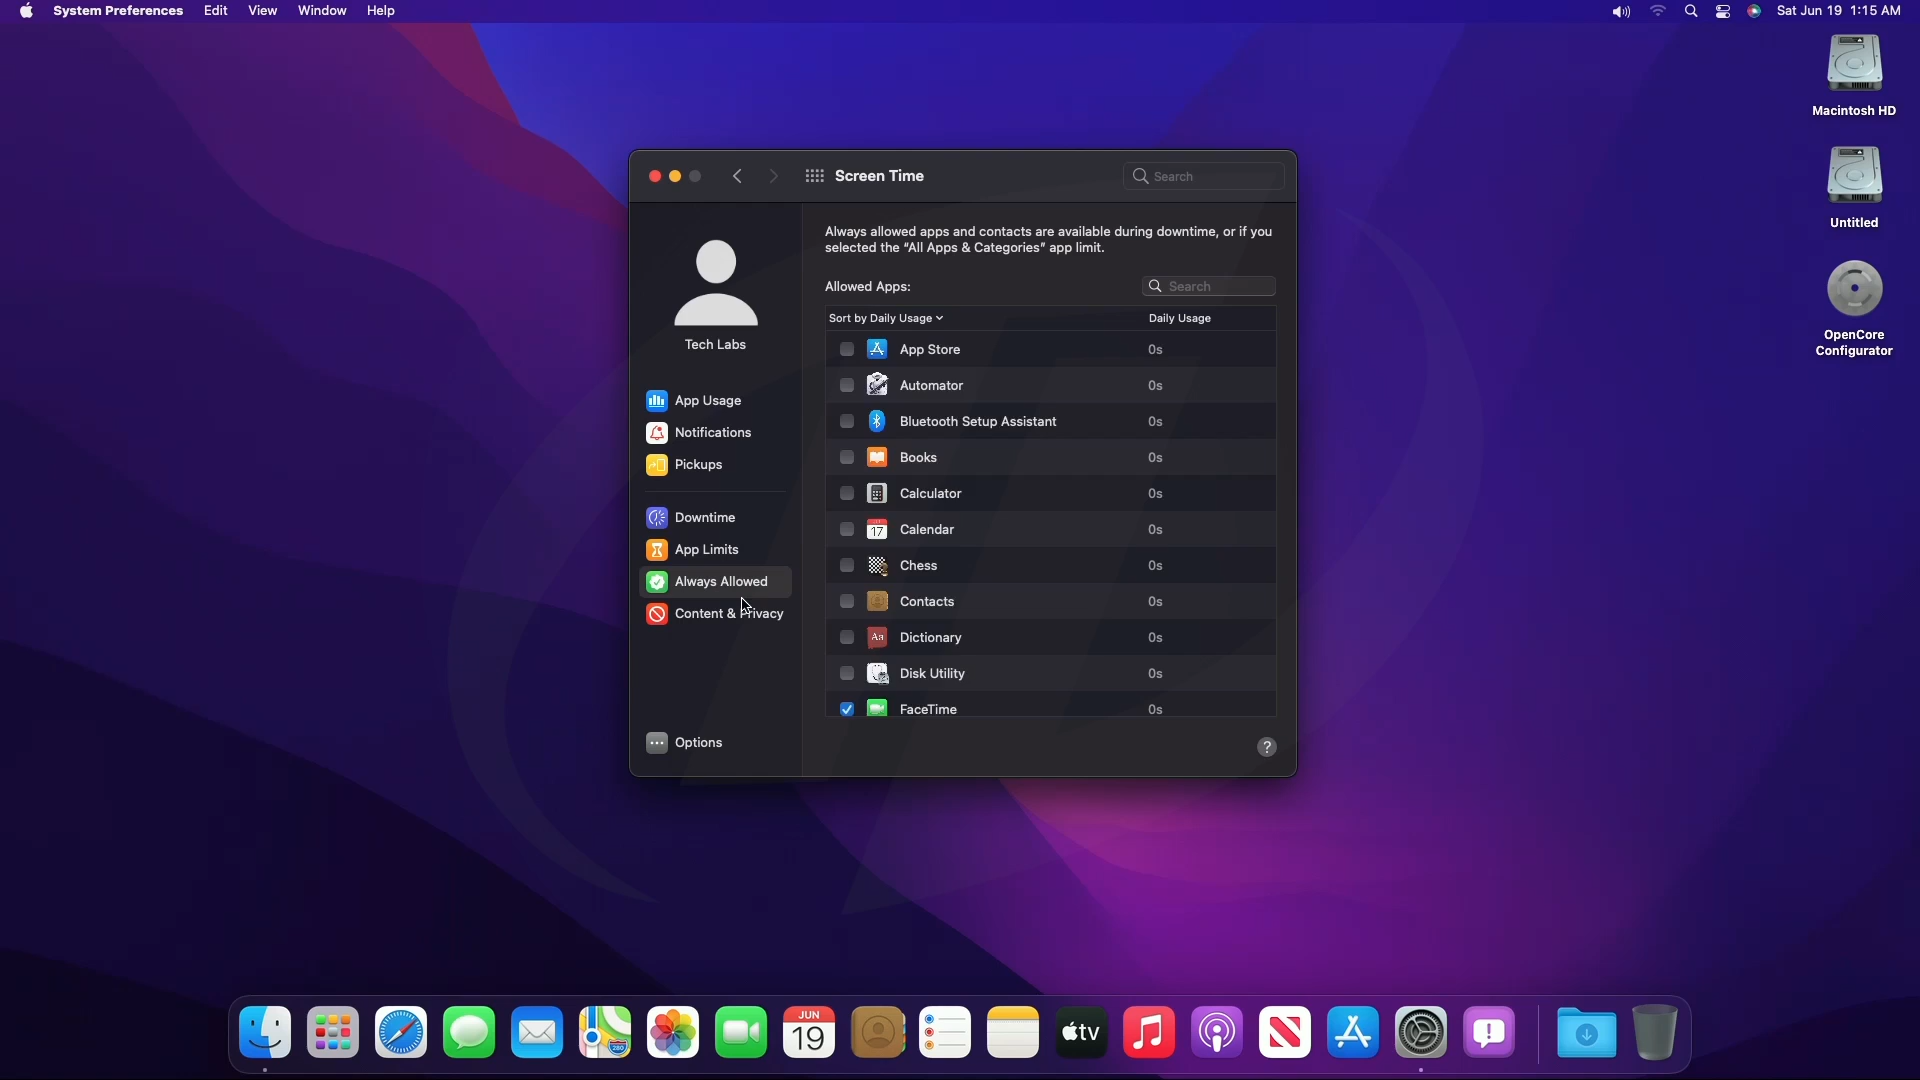 System Preferences Edit View Window Help
Sat Jun 19 1:15 AM
Macintosh HD
Untitled
OpenCore
Configurator
Screen Time
Search
Tech Labs
App Usage
Notifications
Pickups
Downtime
App Limits
Always Allowed
Content & Privacy
Options
Always allowed apps and contacts are available during downtime, or if you
selected the “All Apps & Categories” app limit.
Allowed Apps:
Search
Sort by Daily Usage
Daily Usage
App Store 0s
Automator 0s
Bluetooth Setup Assistant 0s
Books 0s
Calculator 0s
17 Calendar 0s
Chess 0s
Contacts 0s
Aa Dictionary 0s
Disk Utility 0s
FaceTime 0s
?
280
JUN
19
tv